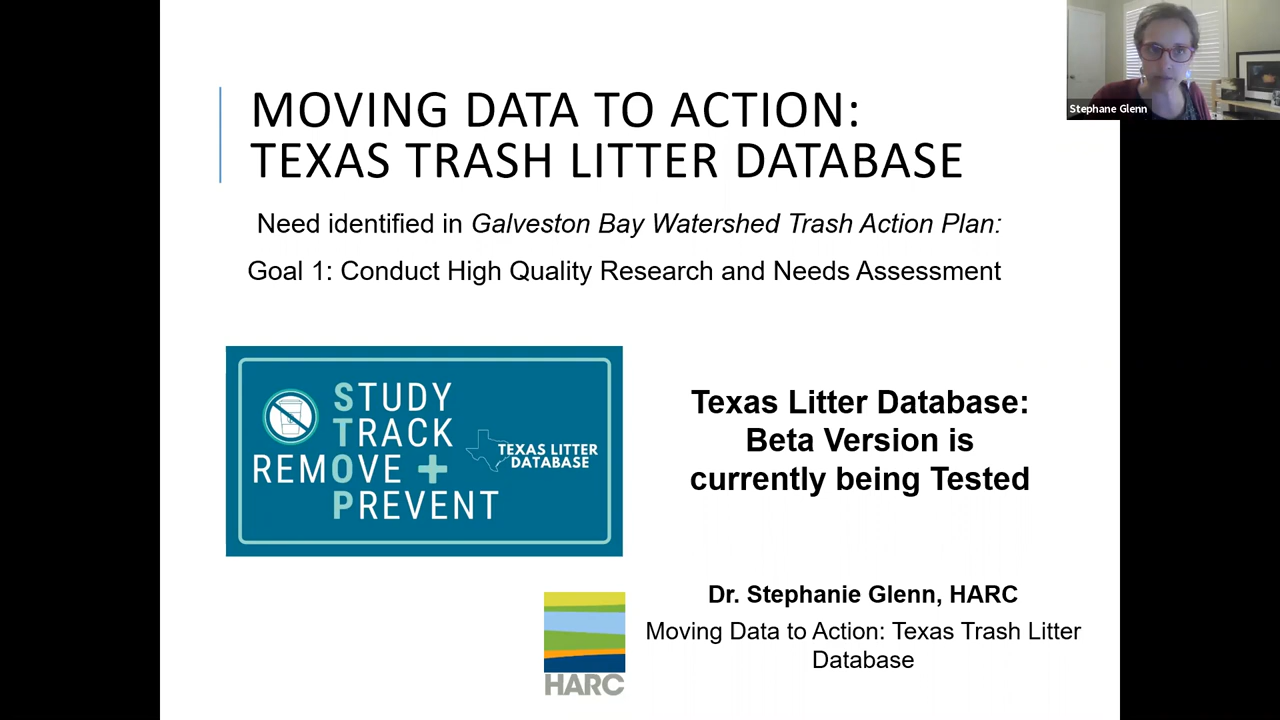 Stephane Glenn
MOVING DATA TO ACTION:
TEXAS TRASH LITTER DATABASE
Need identified in Galveston Bay Watershed Trash Action Plan:
Goal 1: Conduct High Quality Research and Needs Assessment
STUDY
TRACK
REMOVE +
PREVENT
TEXAS LITTER
DATABASE
Texas Litter Database:
Beta Version is
currently being Tested
Dr. Stephanie Glenn, HARC
Moving Data to Action: Texas Trash Litter
Database
HARC